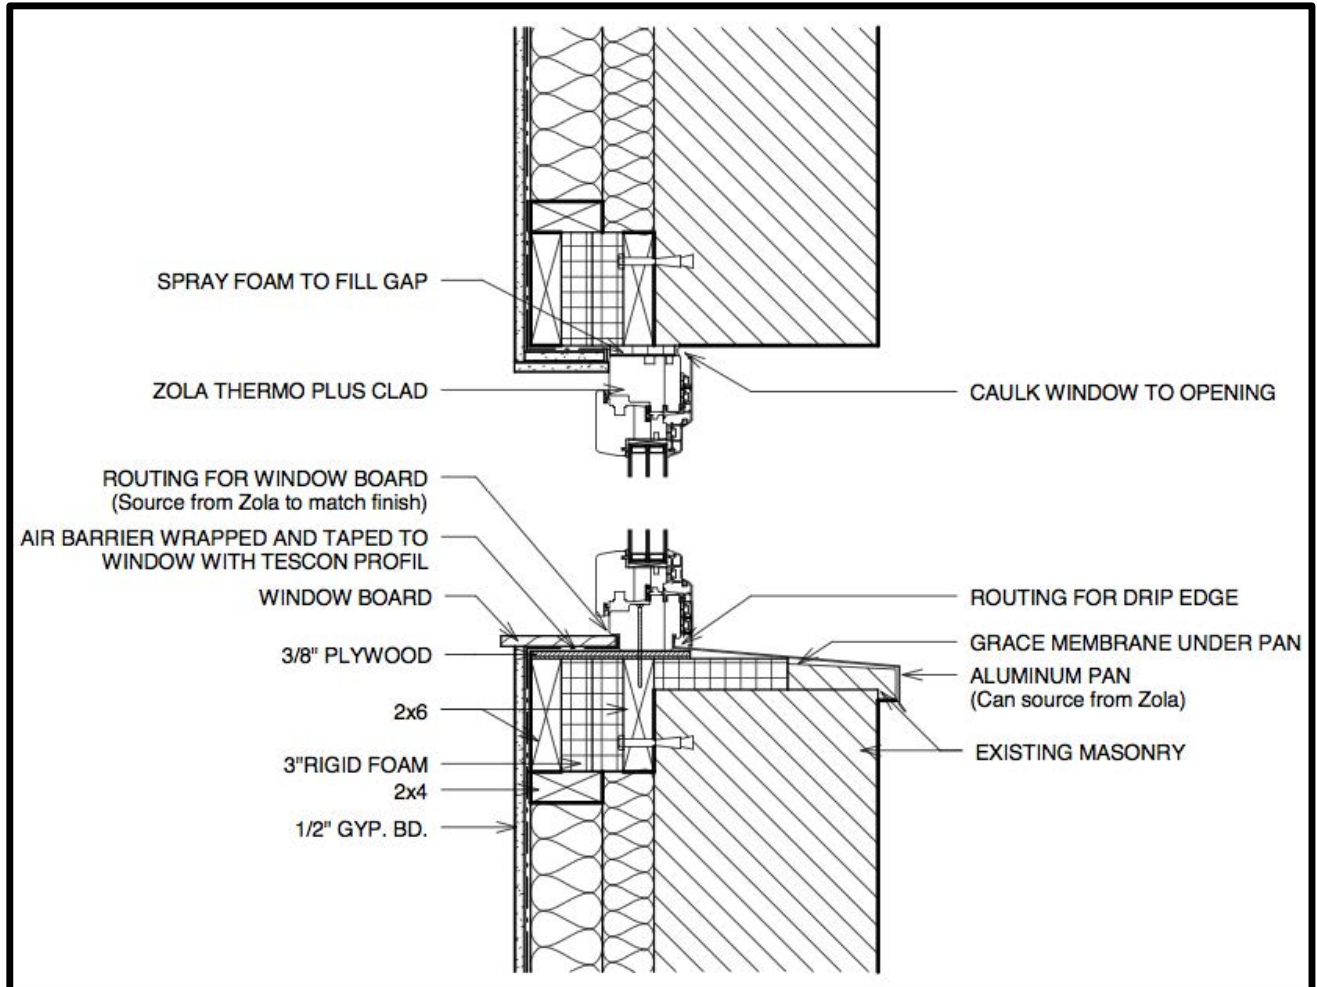 SPRAY FOAM TO FILL GAP
ZOLA THERMO PLUS CLAD
CAULK WINDOW TO OPENING
ROUTING FOR WINDOW BOARD
(Source from Zola to match finish)
AIR BARRIER WRAPPED AND TAPED TO
WINDOW WITH TESCON PROFIL
WINDOW BOARD
3/8" PLYWOOD
2x6
3"RIGID FOAM
2x4
1/2" GYP. BD.
ROUTING FOR DRIP EDGE
GRACE MEMBRANE UNDER PAN
ALUMINUM PAN
(Can source from Zola)
EXISTING MASONRY